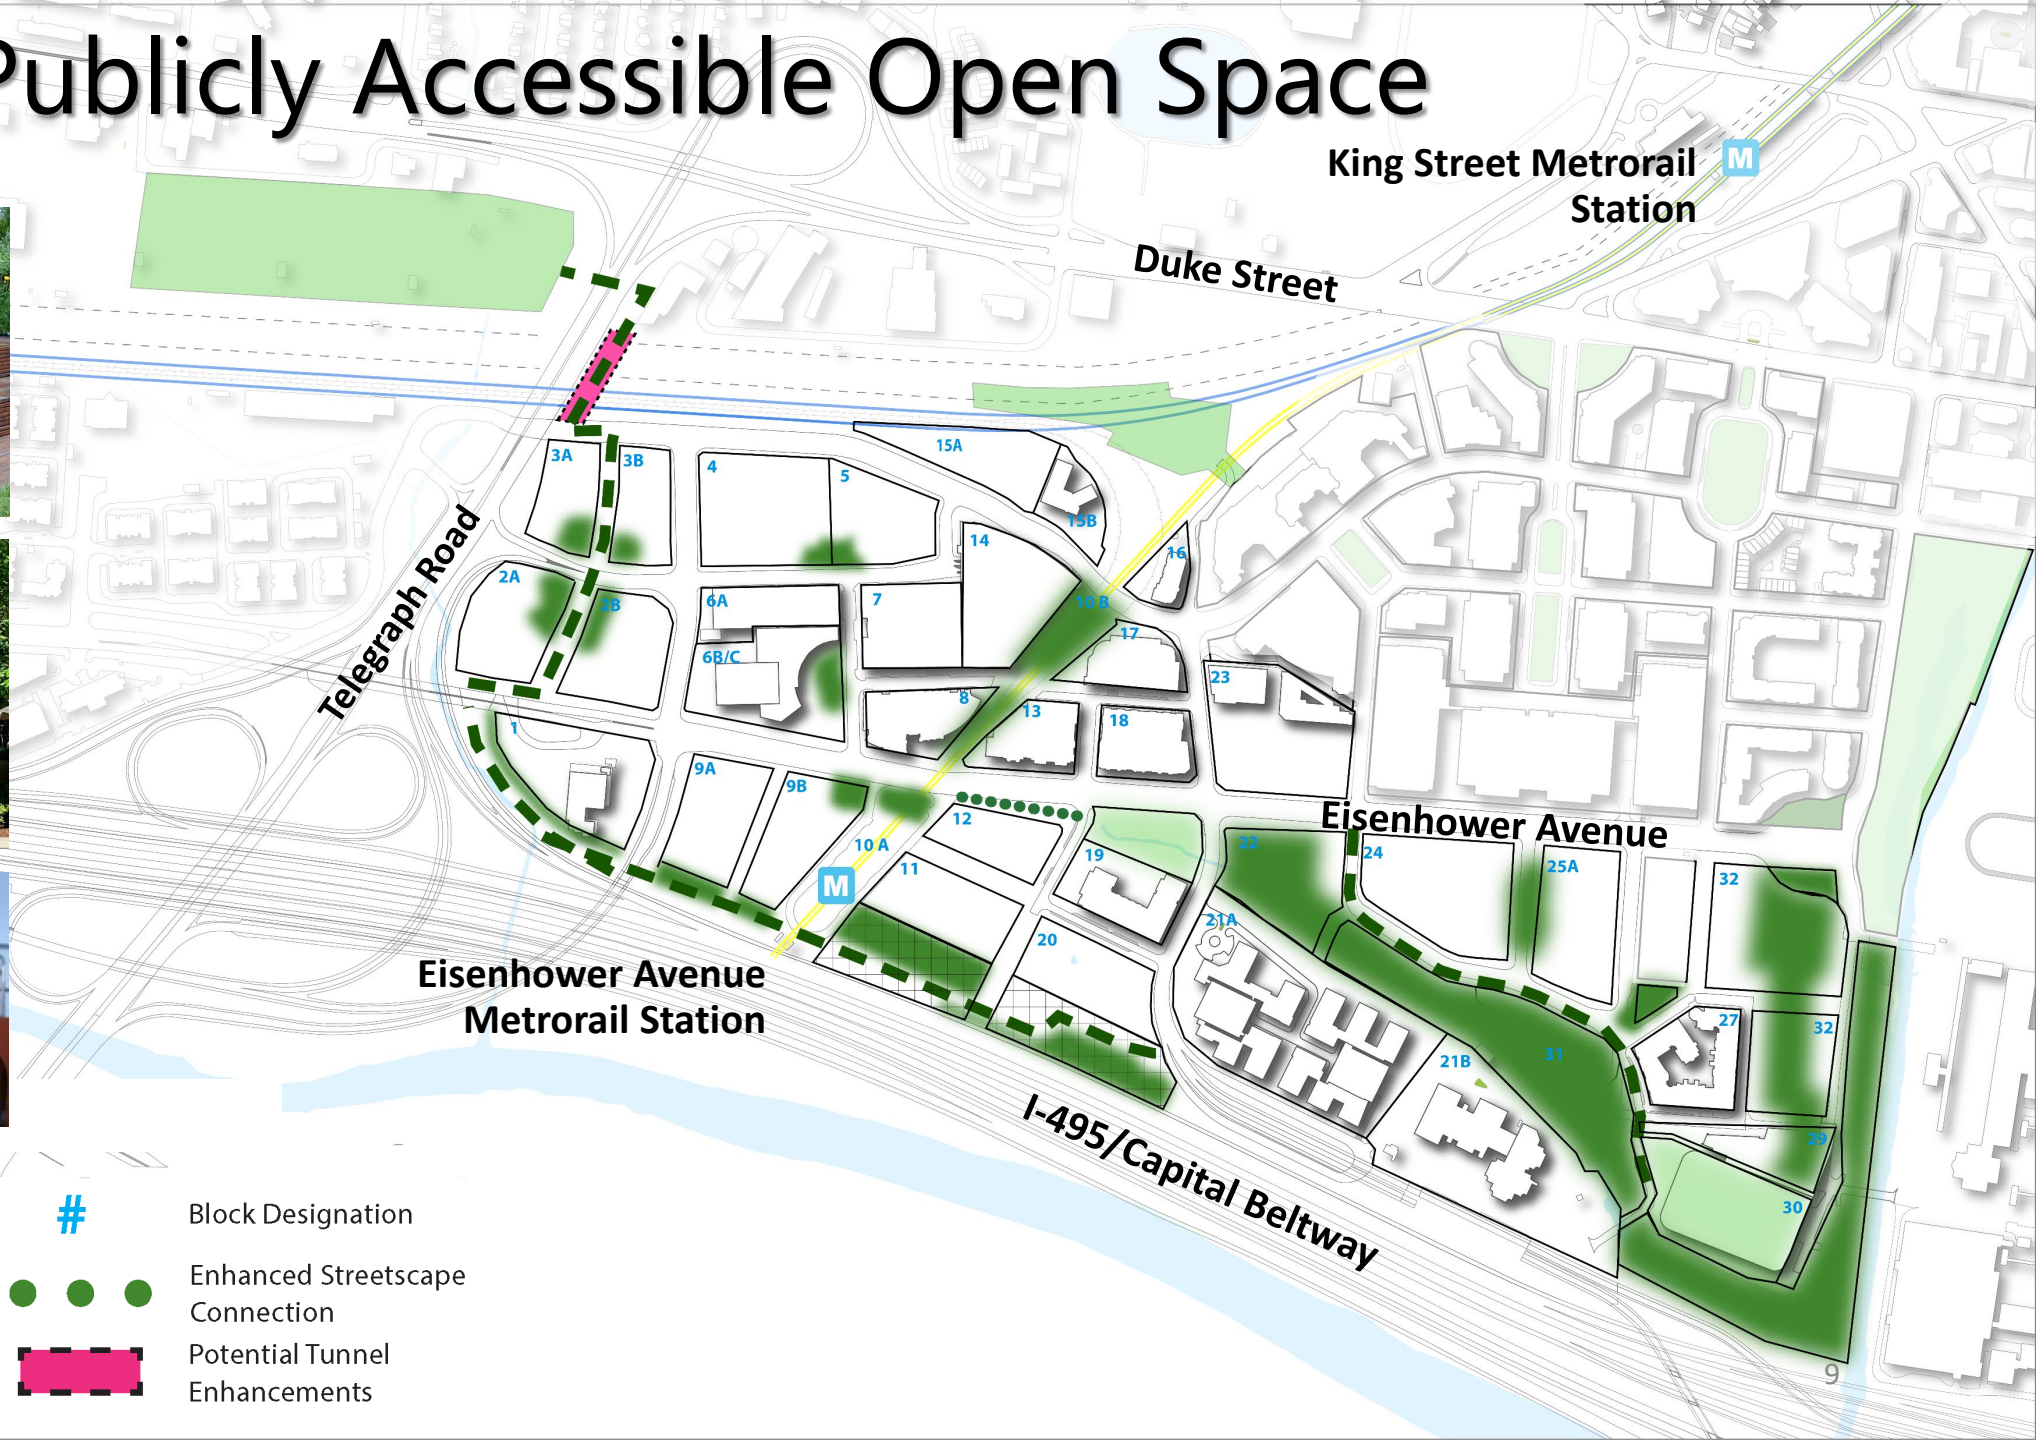 Publicly Accessible Open Space
King Street Metrorail
Station
M
Duke Street
Telegraph Road
15A
3A
3B
4
5
15B
14
16
2A
2B
6A
7
10 B
17
6B/C
8
23
13
18
1
9A
9B
12
Eisenhower Avenue
10 A
11
19
22
24
25A
32
M
21A
20
Eisenhower Avenue
Metrorail Station
27
32
31
21B
I-495/Capital Beltway
29
30
# Block Designation
Enhanced Streetscape
Connection
Potential Tunnel
Enhancements
9